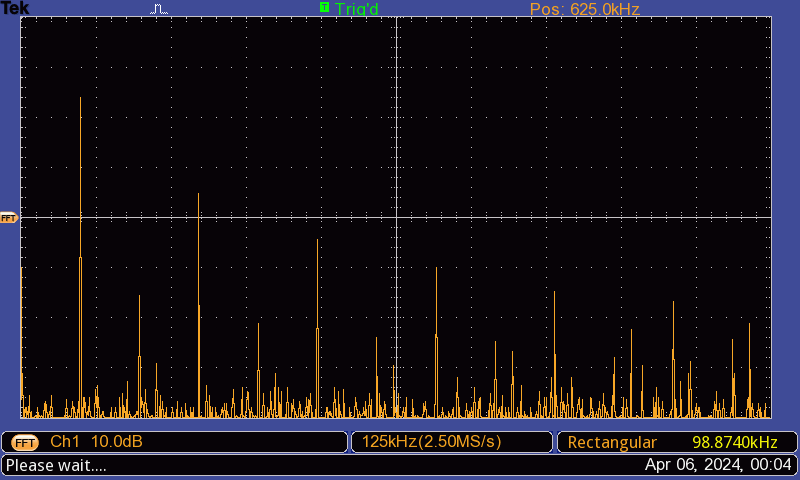 Tek T Trig'd Pos: 625.0kHz
FFT
FFT Ch1 10.0dB 125kHz(2.50MS/s) Rectangular 98.8740kHz
Please wait.... Apr 06, 2024, 00:04